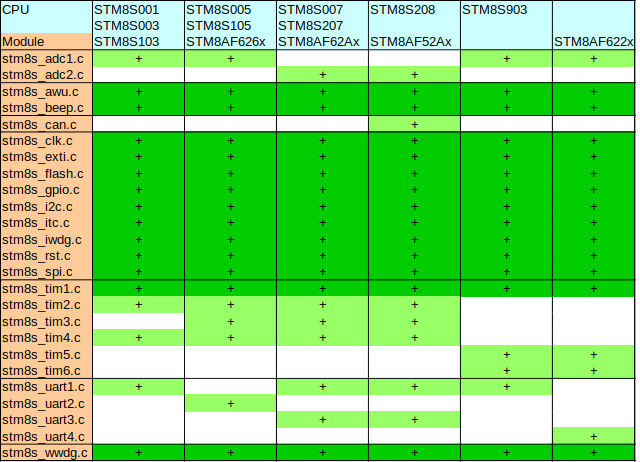 CPU STM8S001 STM8S005 STM8S007 STM8S208 STM8S903
STM8S003 STM8S105 STM8S207
Module STM8S103 STM8AF626x STM8AF62Ax STM8AF52Ax STM8AF622x
stm8s_adc1.c + + + +
stm8s_adc2.c + +
stm8s_awu.c + + + + + +
stm8s_beep.c + + + + + +
stm8s_can.c +
stm8s_clk.c + + + + + +
stm8s_exti.c + + + + + +
stm8s_flash.c + + + + + +
stm8s_gpio.c + + + + + +
stm8s_i2c.c + + + + + +
stm8s_itc.c + + + + + +
stm8s_iwdg.c + + + + + +
stm8s_rst.c + + + + + +
stm8s_spi.c + + + + + +
stm8s_tim1.c + + + + + +
stm8s_tim2.c + + + +
stm8s_tim3.c + + +
stm8s_tim4.c + + + +
stm8s_tim5.c + +
stm8s_tim6.c + +
stm8s_uart1.c + + + +
stm8s_uart2.c +
stm8s_uart3.c + +
stm8s_uart4.c +
stm8s_wwdg.c + + + + + +